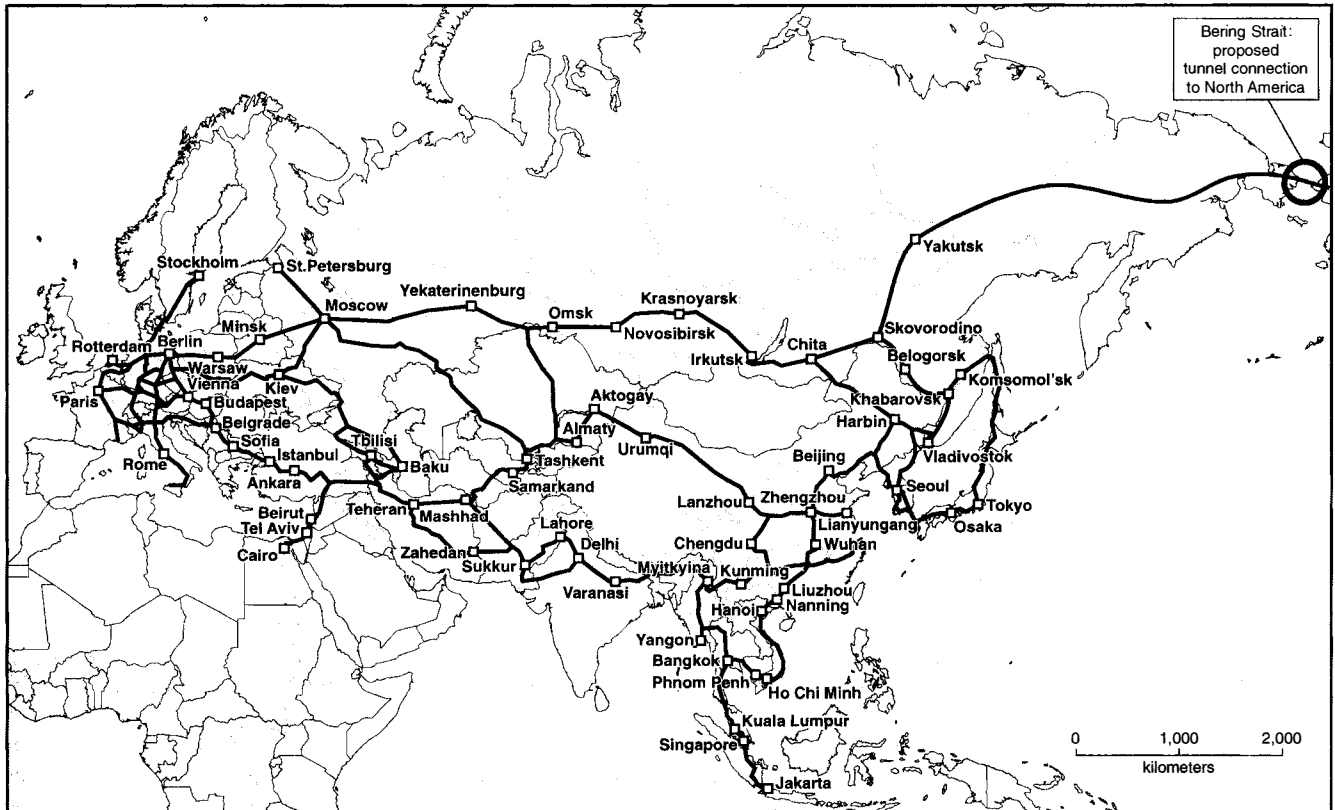 Bering Strait:
proposed
tunnel connection
to North America
Yakutsk
Stockholm
St.Petersburg
Moscow
Yekaterinenburg
Omsk
Krasnoyarsk
Novosibirsk
Irkutsk
Chita
Skovorodino
Belogorsk
Komsomol'sk
Khabarovsk
Harbin
Vladivostok
Minsk
Berlin
Rotterdam
Warsaw
Vienna
Kiev
Paris
Budapest
Belgrade
Sofia
Rome
Istanbul
Ankara
Tbilisi
Baku
Aktogay
Almaty
Urumqi
Tashkent
Samarkand
Beijing
Seoul
Tokyo
Osaka
Lanzhou
Zhengzhou
Lianyungang
Wuhan
Chengdu
Teheran
Mashhad
Beirut
Tel Aviv
Cairo
Zahedan
Sukkur
Lahore
Delhi
Varanasi
Myitkyina
Kunming
Liuzhou
Nanning
Hanoi
Yangon
Bangkok
Phnom Penh
Ho Chi Minh
Kuala Lumpur
Singapore
Jakarta
0 1,000 2,000
kilometers